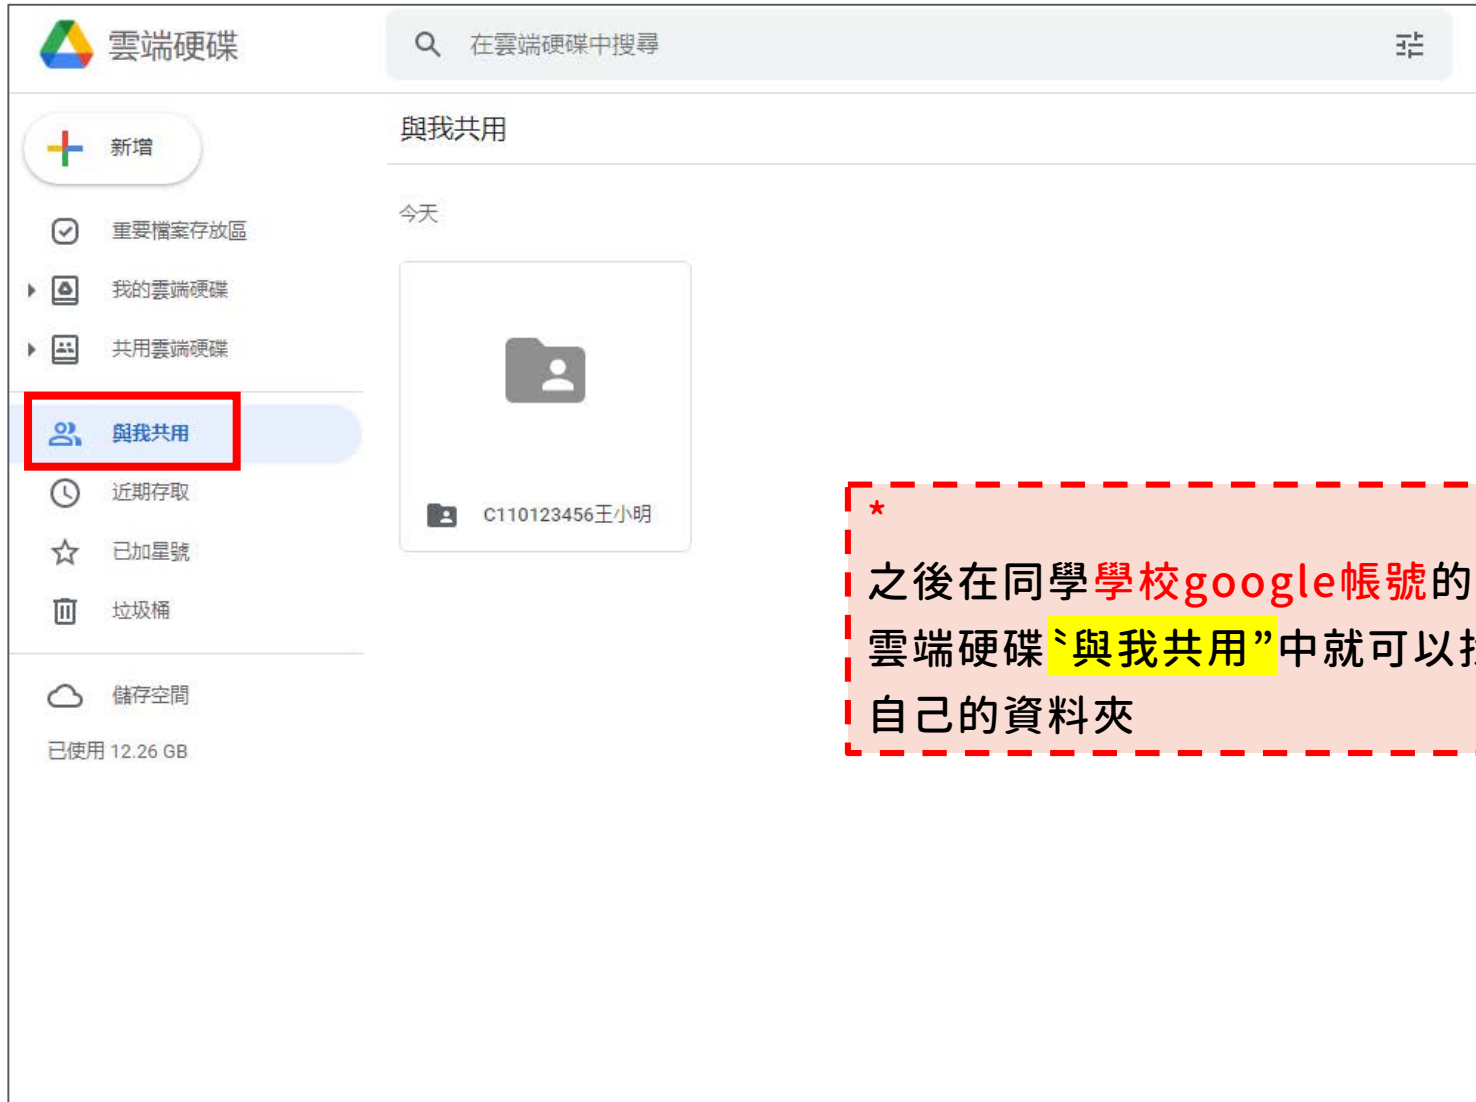 雲端硬碟
在雲端硬碟中搜尋
新增
與我共用
重要檔案存放區
今天
我的雲端硬碟
共用雲端硬碟
與我共用
近期存取
C110123456王小明
已加星號
垃圾桶
儲存空間
已使用 12.26 GB
*
之後在同學學校google帳號的
雲端硬碟〝與我共用”中就可以
自己的資料夾